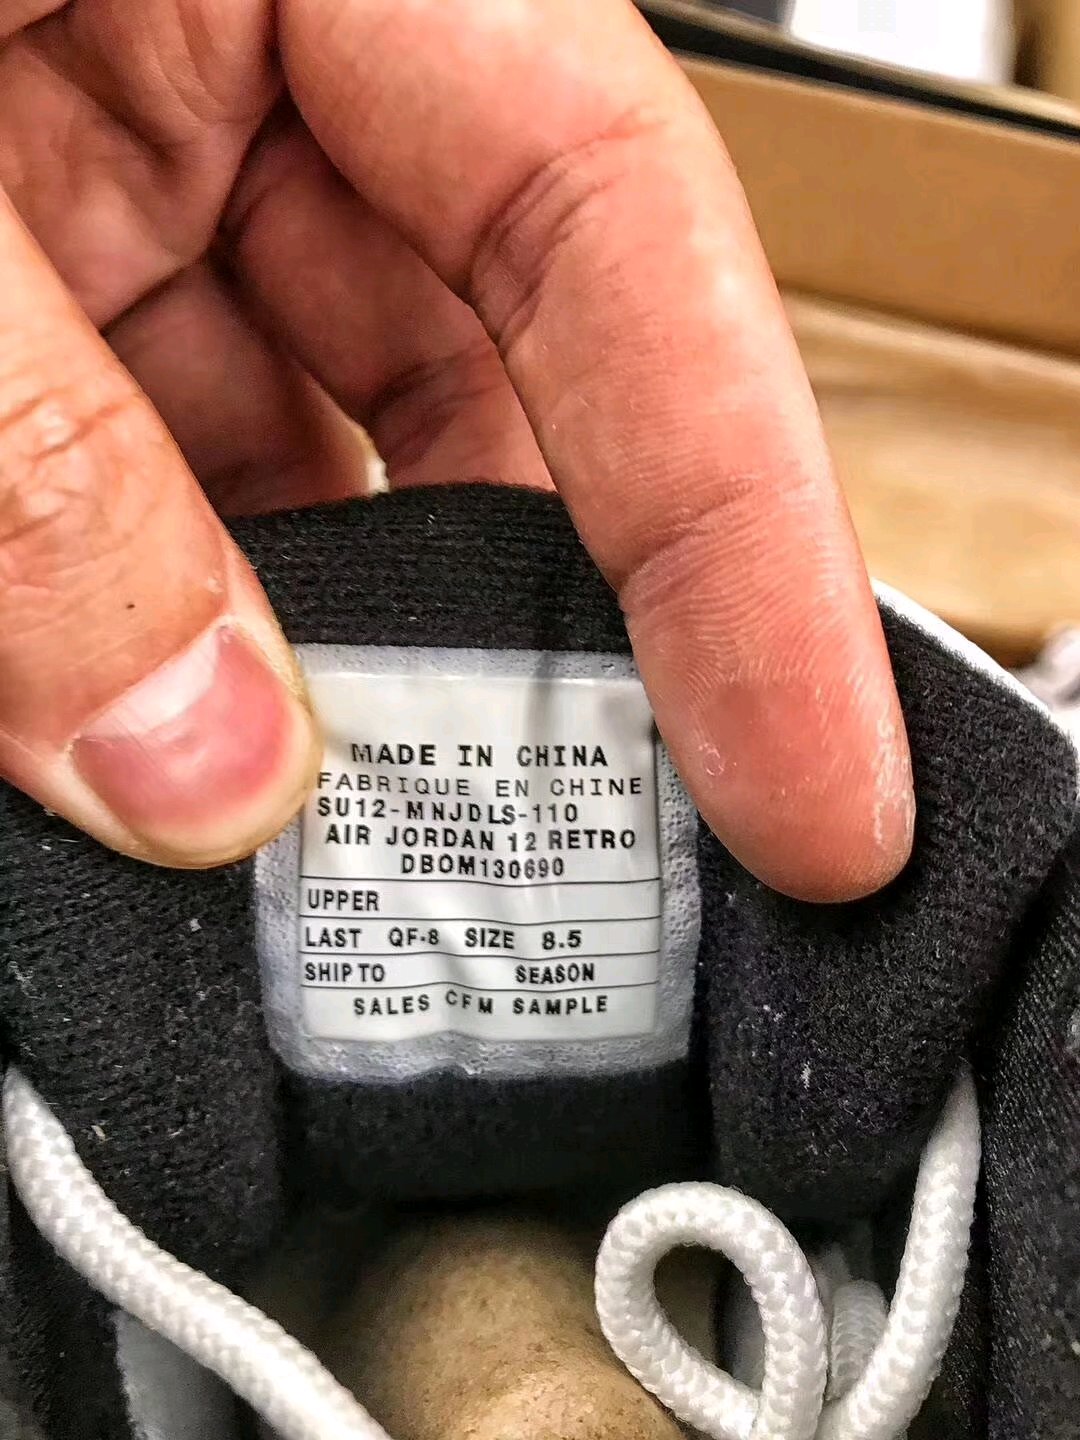 MADE IN CHINA
FABRIQUE EN CHINE
SU12-MNJDLS-110
AIR JORDAN 12 RETRO
DBOM130690
UPPER
LAST QF-8 SIZE 8.5
SHIP TO SEASON
SALES CFM SAMPLE